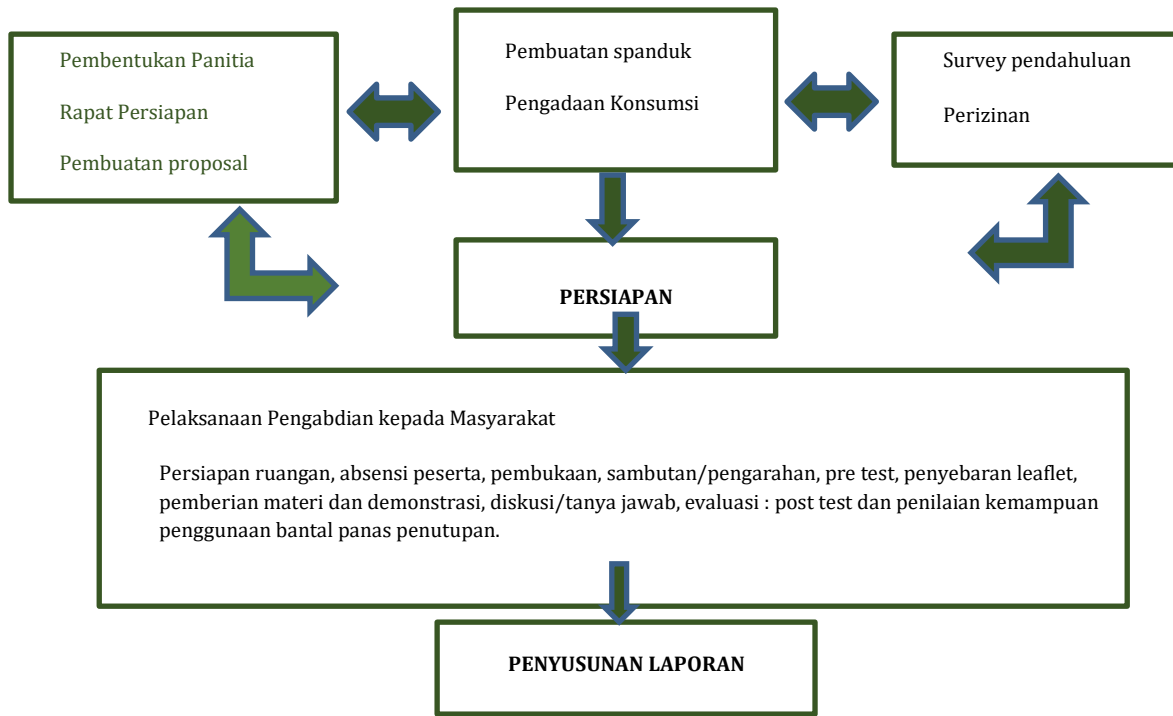 Pembentukan Panitia
Rapat Persiapan
Pembuatan proposal
Pembuatan spanduk
Pengadaan Konsumsi
Survey pendahuluan
Perizinan
PERSIAPAN
Pelaksanaan Pengabdian kepada Masyarakat
Persiapan ruangan, absensi peserta, pembukaan, sambutan/pengarahan, pre test, penyebaran leaflet,
pemberian materi dan demonstrasi, diskusi/tanya jawab, evaluasi : post test dan penilaian kemampuan
penggunaan bantal panas penutupan.
PENYUSUNAN LAPORAN